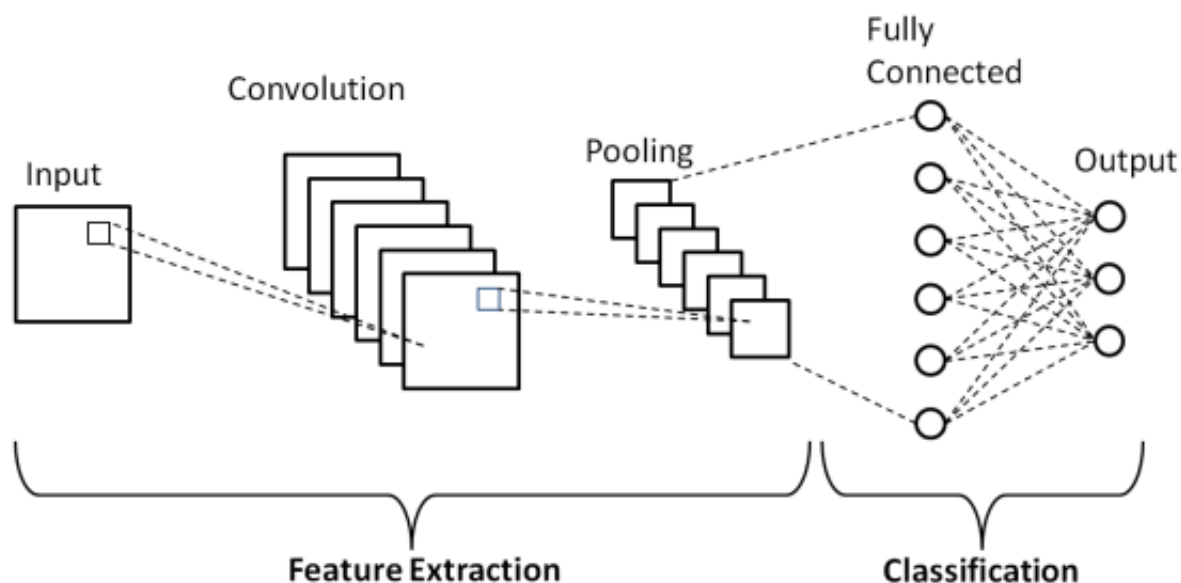 Input
Convolution
Pooling
Fully
Connected
Output
Feature Extraction
Classification